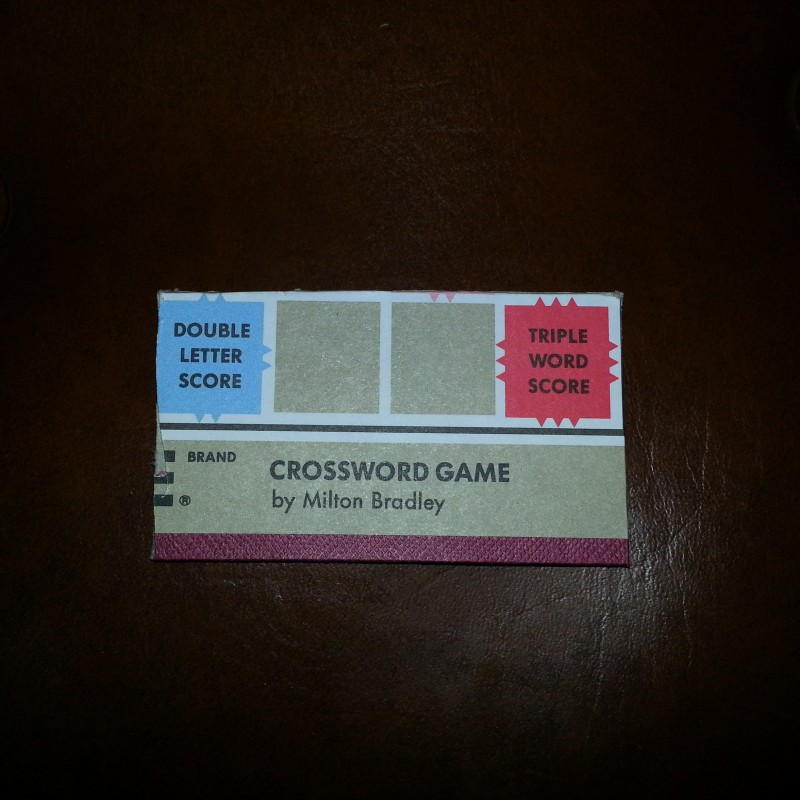 DOUBLE
LETTER
SCORE
TRIPLE
WORD
SCORE
E® BRAND
CROSSWORD GAME
by Milton Bradley